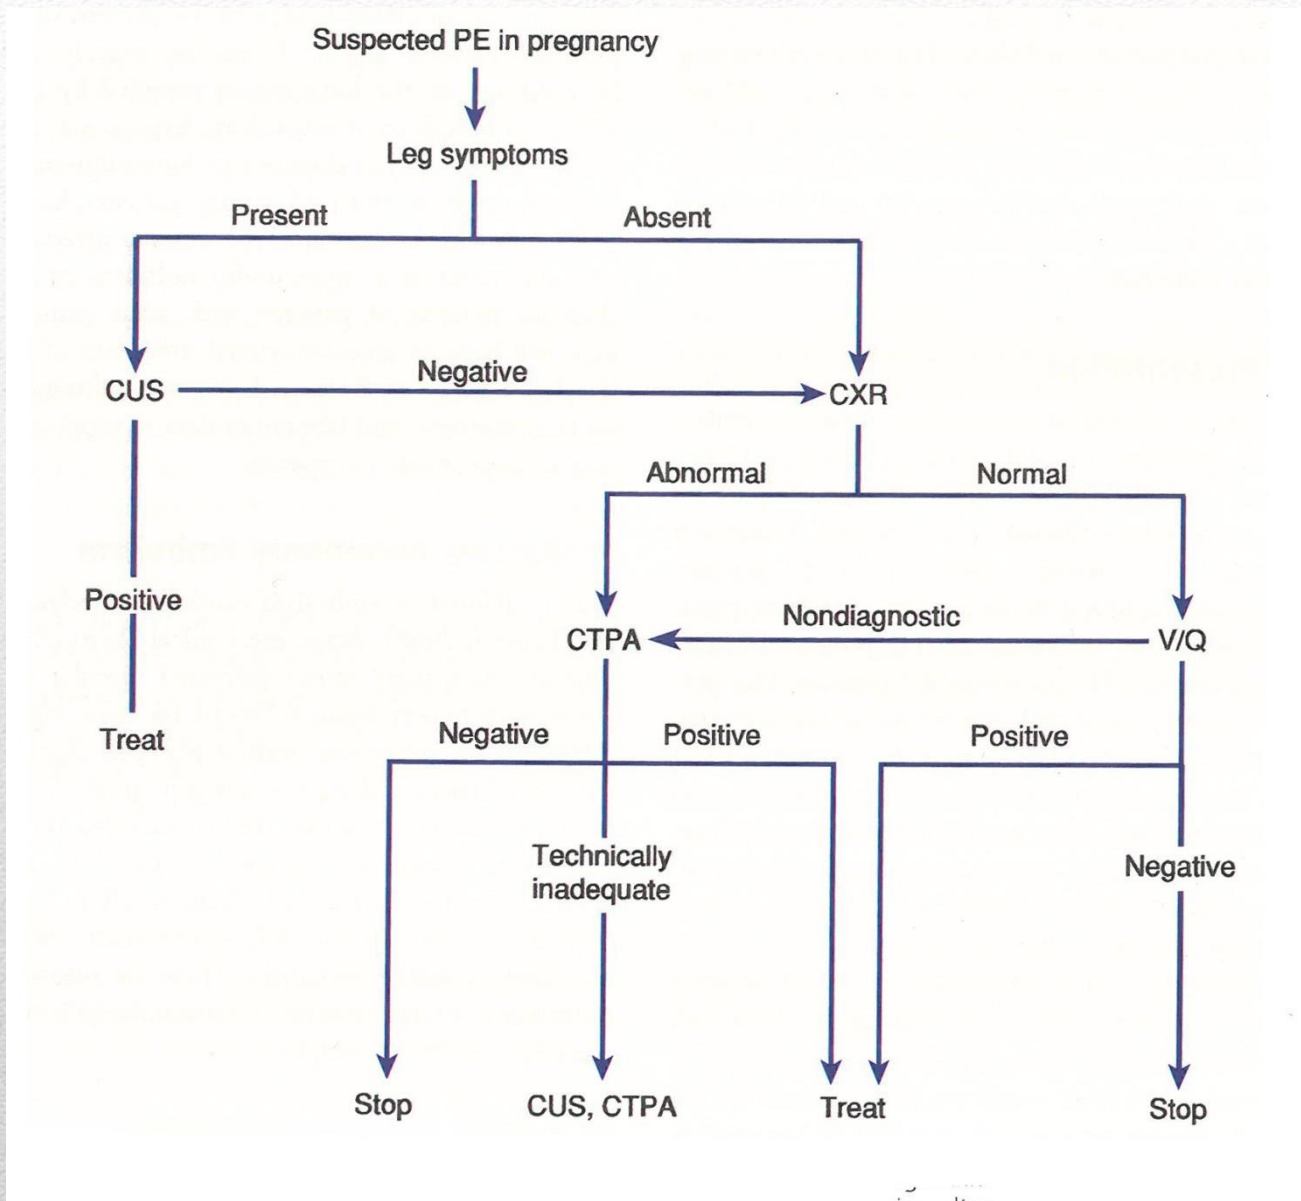 Suspected PE in pregnancy
Leg symptoms
Present
Absent
CUS
Negative
CXR
Abnormal
Normal
Positive
CTPA
Nondiagnostic
V/Q
Treat
Negative
Positive
Positive
Technically
inadequate
Negative
Stop
CUS, CTPA
Treat
Stop